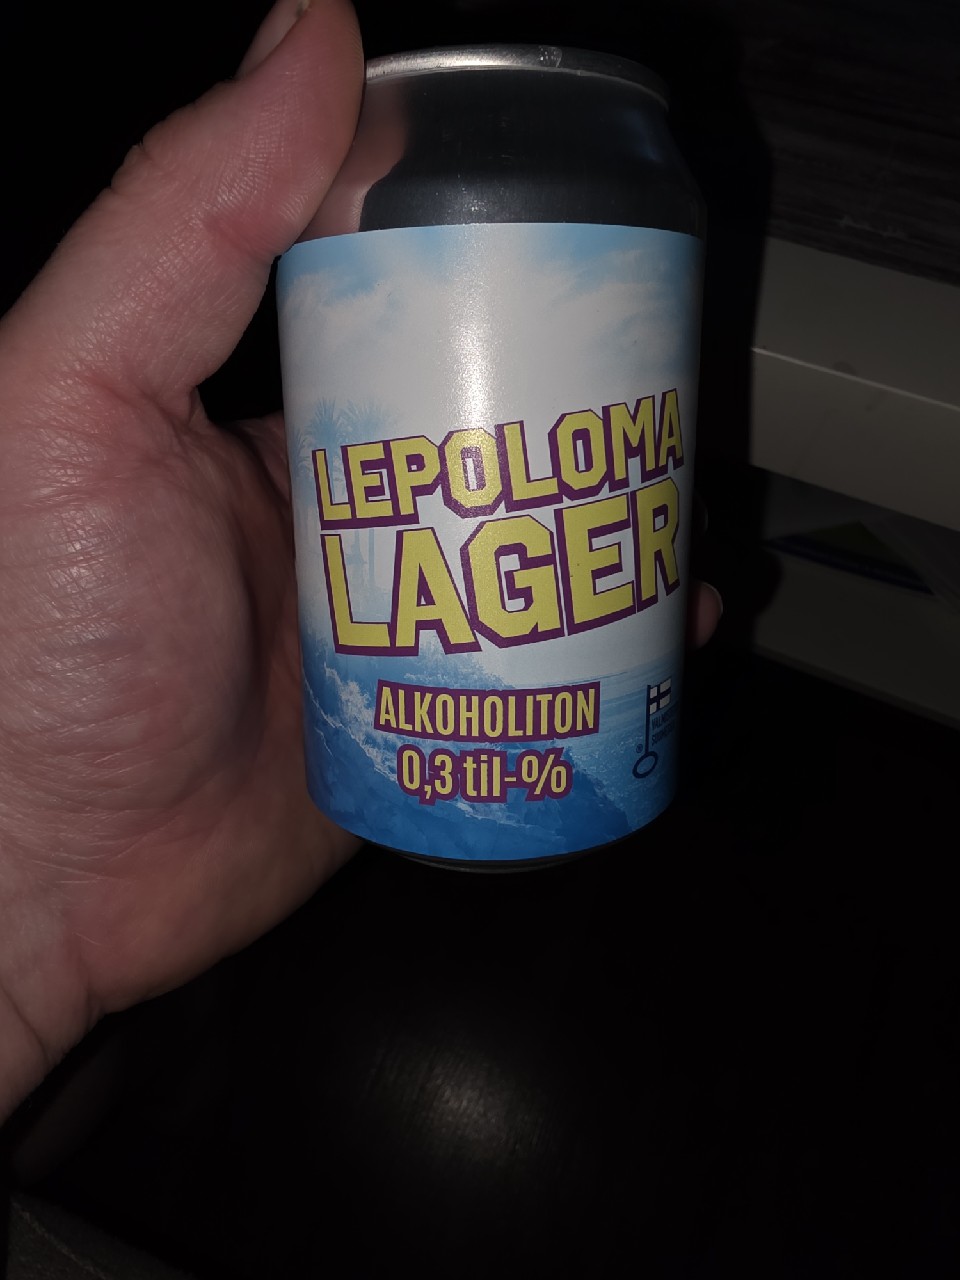 LEPOLOMA
LAGER
ALKOHOLITON
0,3 til-%
®